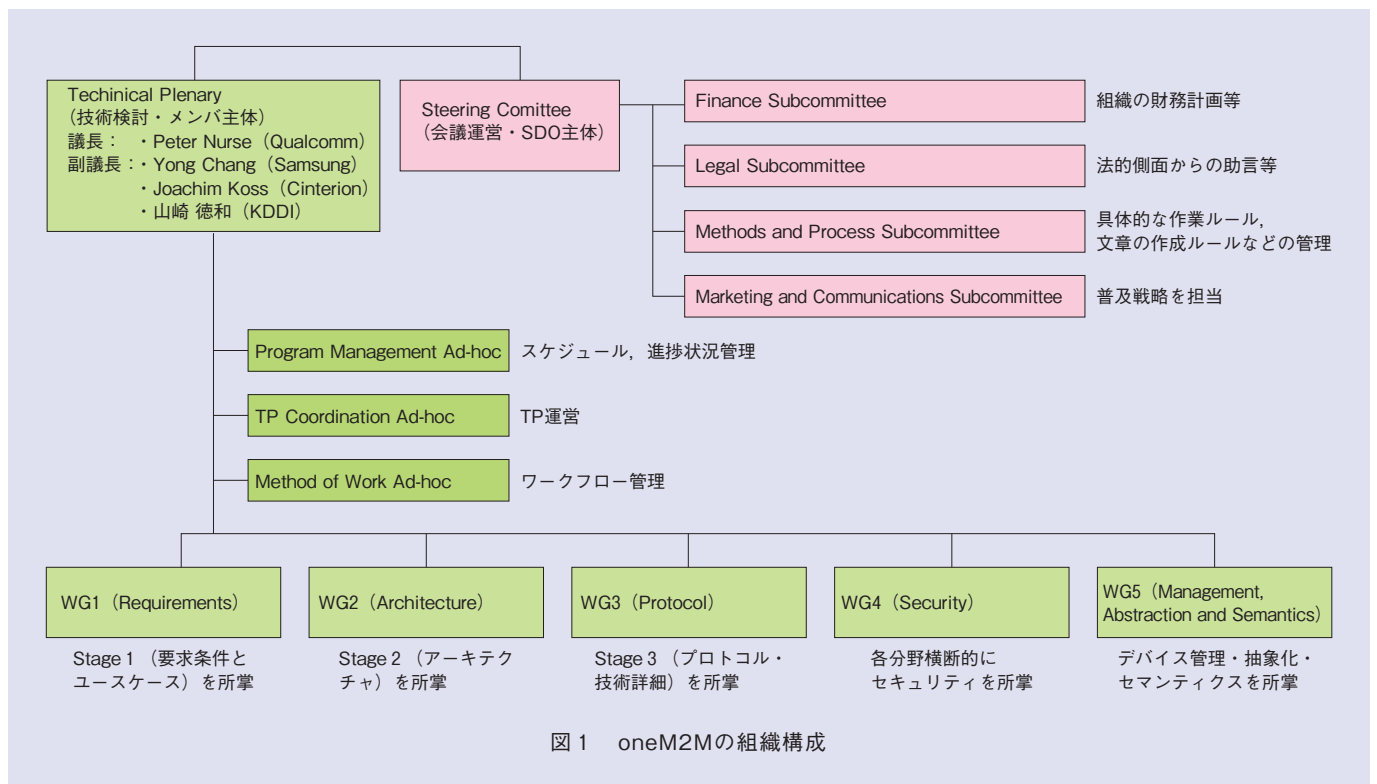 Techinical Plenary
(技術検討・メンバ主体)
議長： ・Peter Nurse（Qualcomm）
副議長：・Yong Chang（Samsung）
・Joachim Koss（Cinterion）
・山崎 徳和（KDDI）
Steering Comittee
（会議運営・SDO主体）
Finance Subcommittee
組織の財務計画等
Legal Subcommittee
法的側面からの助言等
Methods and Process Subcommittee
具体的な作業ルール，
文章の作成ルールなどの管理
Marketing and Communications Subcommittee
普及戦略を担当
Program Management Ad-hoc
スケジュール，進捗状況管理
TP Coordination Ad-hoc
TP運営
Method of Work Ad-hoc
ワークフロー管理
WG1（Requirements）
Stage 1（要求条件と
ユースケース）を所掌
WG2（Architecture）
Stage 2（アーキテク
チャ）を所掌
WG3（Protocol）
Stage 3（プロトコル・
技術詳細）を所掌
WG4（Security）
各分野横断的に
セキュリティを所掌
WG5（Management,
Abstraction and Semantics）
デバイス管理・抽象化・
セマンティクスを所掌
図 1 oneM2Mの組織構成